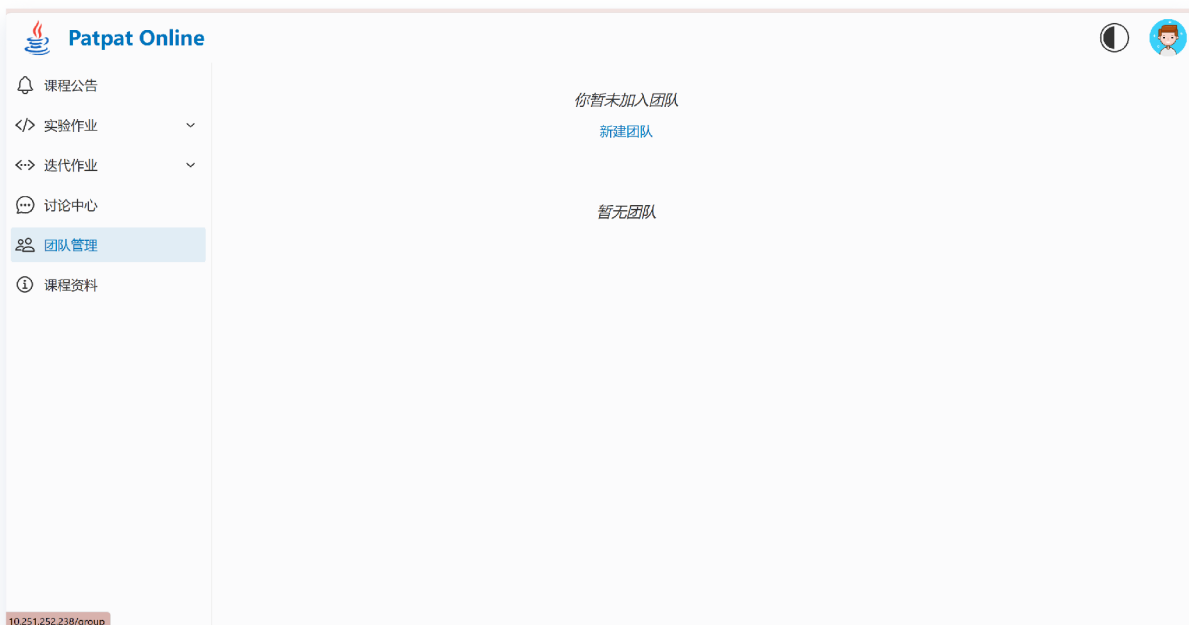 Patpat Online
课程公告
实验作业
迭代作业
讨论中心
团队管理
课程资料
你暂未加入团队
新建团队
暂无团队
10.251.252.238/group